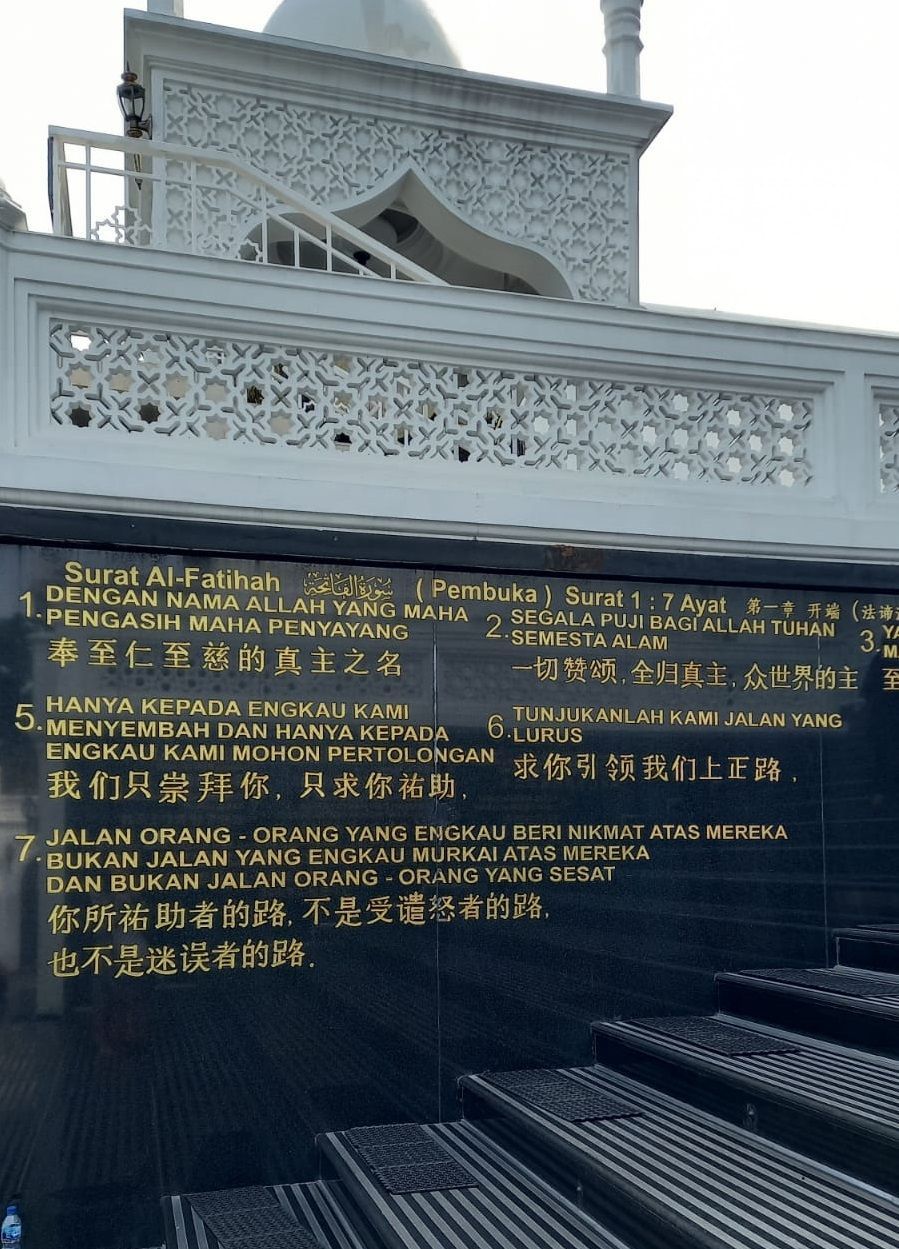 Surat Al-Fatihah سورة الفاتحة ( Pembuka ) Surat 1 : 7 Ayat 第一章 开端 (法谛
1. DENGAN NAMA ALLAH YANG MAHA
PENGASIH MAHA PENYAYANG
奉至仁至慈的真主之名
2. SEGALA PUJI BAGI ALLAH TUHAN
SEMESTA ALAM
一切赞颂,全归真主,众世界的主
3. YA
MA
至
5. HANYA KEPADA ENGKAU KAMI
MENYEMBAH DAN HANYA KEPADA
ENGKAU KAMI MOHON PERTOLONGAN
我们只崇拜你, 只求你祐助,
6. TUNJUKANLAH KAMI JALAN YANG
LURUS
求你引领我们上正路,
7. JALAN ORANG - ORANG YANG ENGKAU BERI NIKMAT ATAS MEREKA
BUKAN JALAN YANG ENGKAU MURKAI ATAS MEREKA
DAN BUKAN JALAN ORANG - ORANG YANG SESAT
你所祐助者的路, 不是受谴怒者的路,
也不是迷误者的路.